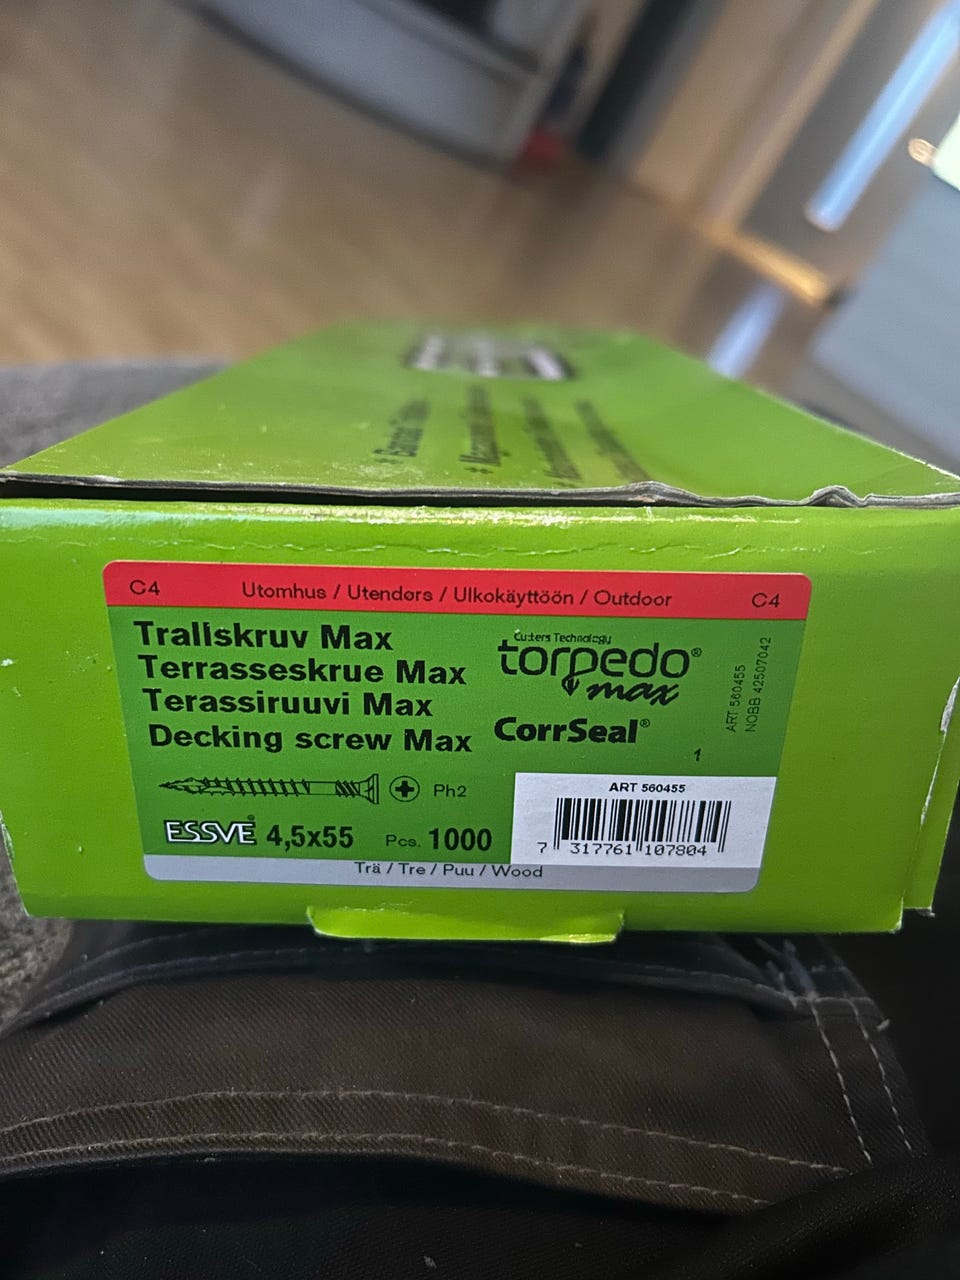 C4 Utomhus / Utendørs / Ulkokäyttöön / Outdoor C4
Trallskruv Max
Terrasseskrue Max
Terassiruuvi Max
Decking screw Max
Cutters Technology
torpedo®
max
CorrSeal®
ART 560455
NOBB 42507042
1
Ph2
ESSVE® 4,5x55 Pcs. 1000
ART 560455
7 317761 107804
Trä / Tre / Puu / Wood